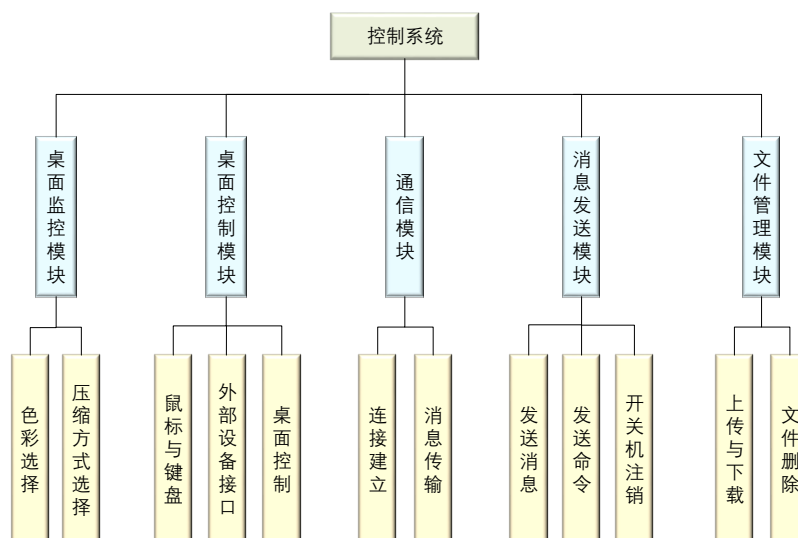 控制系统
桌面监控模块
桌面控制模块
通信模块
消息发送模块
文件管理模块
色彩选择
压缩方式选择
鼠标与键盘
外部设备接口
桌面控制
连接建立
消息传输
发送消息
发送命令
开关机注销
上传与下载
文件删除